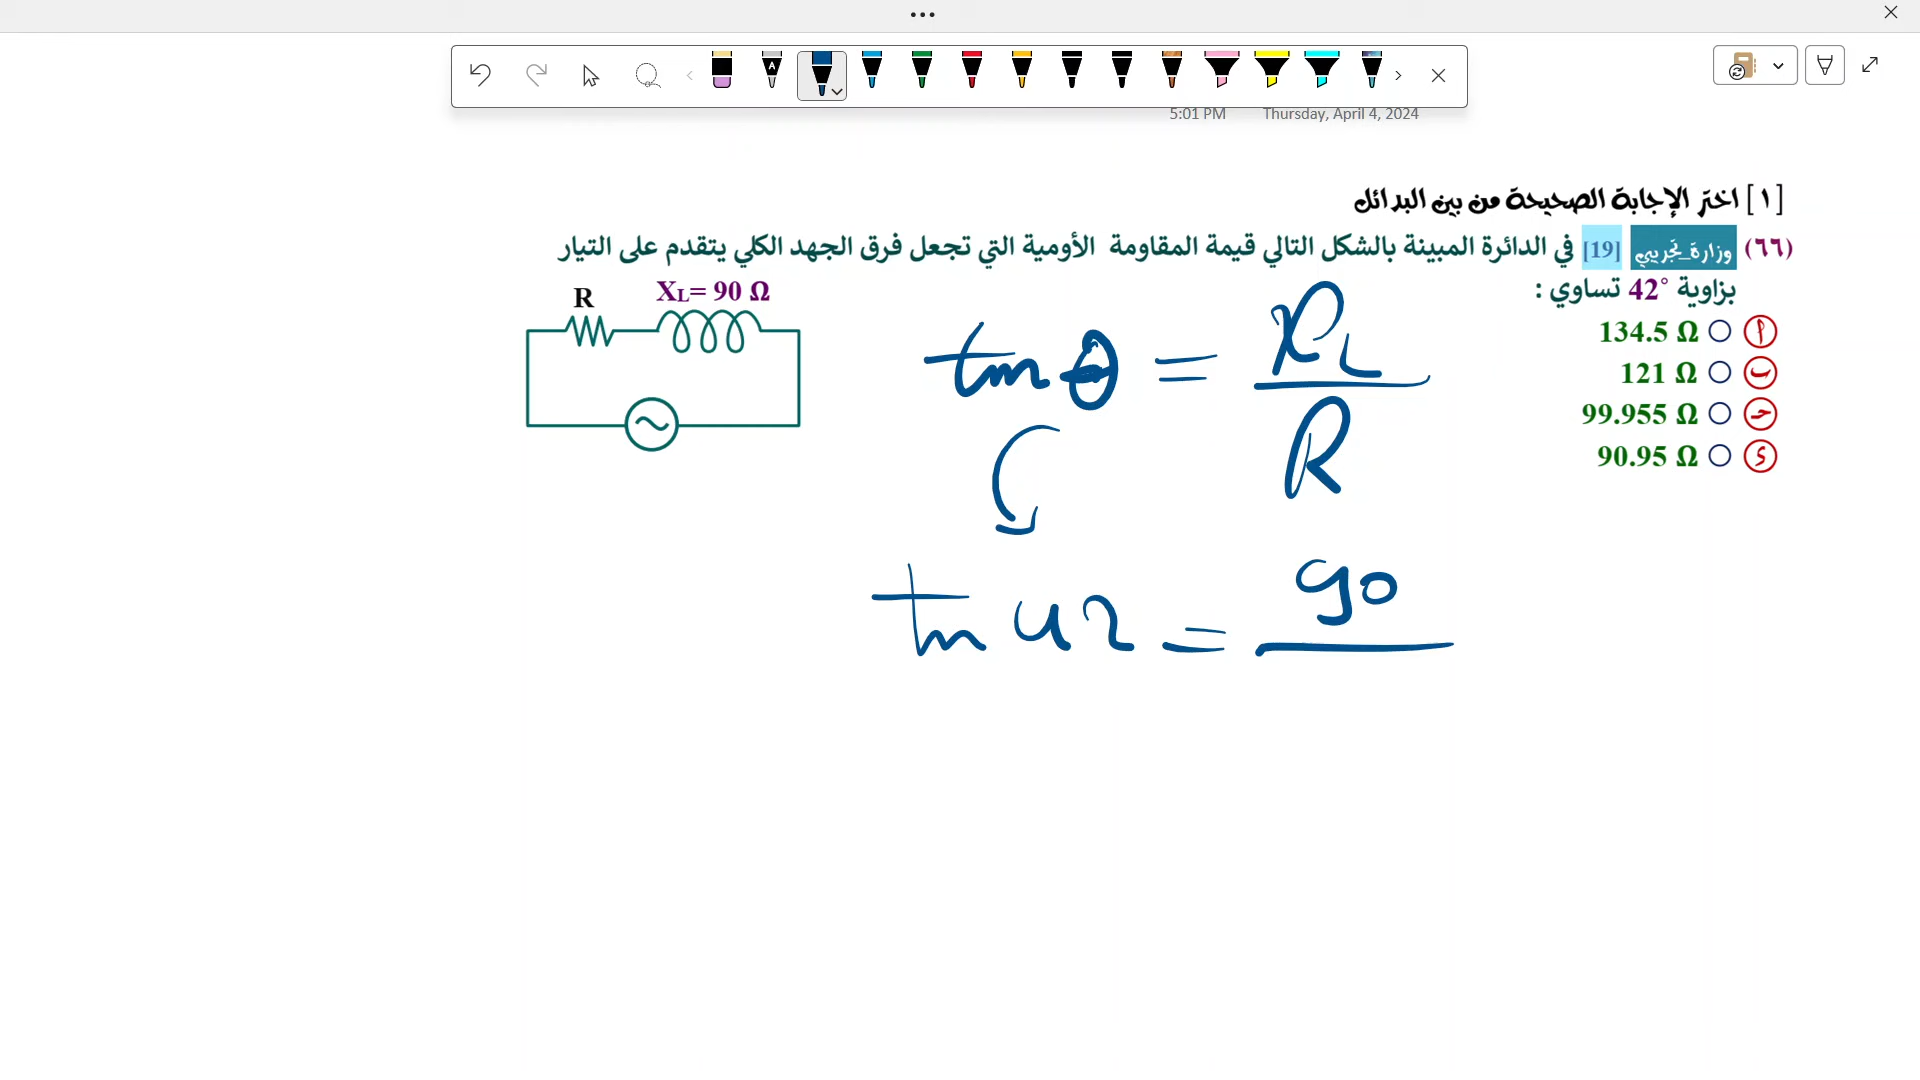 5:01 PM Thursday, April 4, 2024
[١] اختر الإجابة الصحيحة من بين البدائل
(٦٦) وزارة_تجريبي [19] في الدائرة المبينة بالشكل التالي قيمة المقاومة الأومية التي تجعل فرق الجهد الكلي يتقدم على التيار
بزاوية 42° تساوي :
R XL= 90 Ω
أ 134.5 Ω
ب 121 Ω
ج 99.955 Ω
د 90.95 Ω
tan θ = XL / R
tan 42 = 90